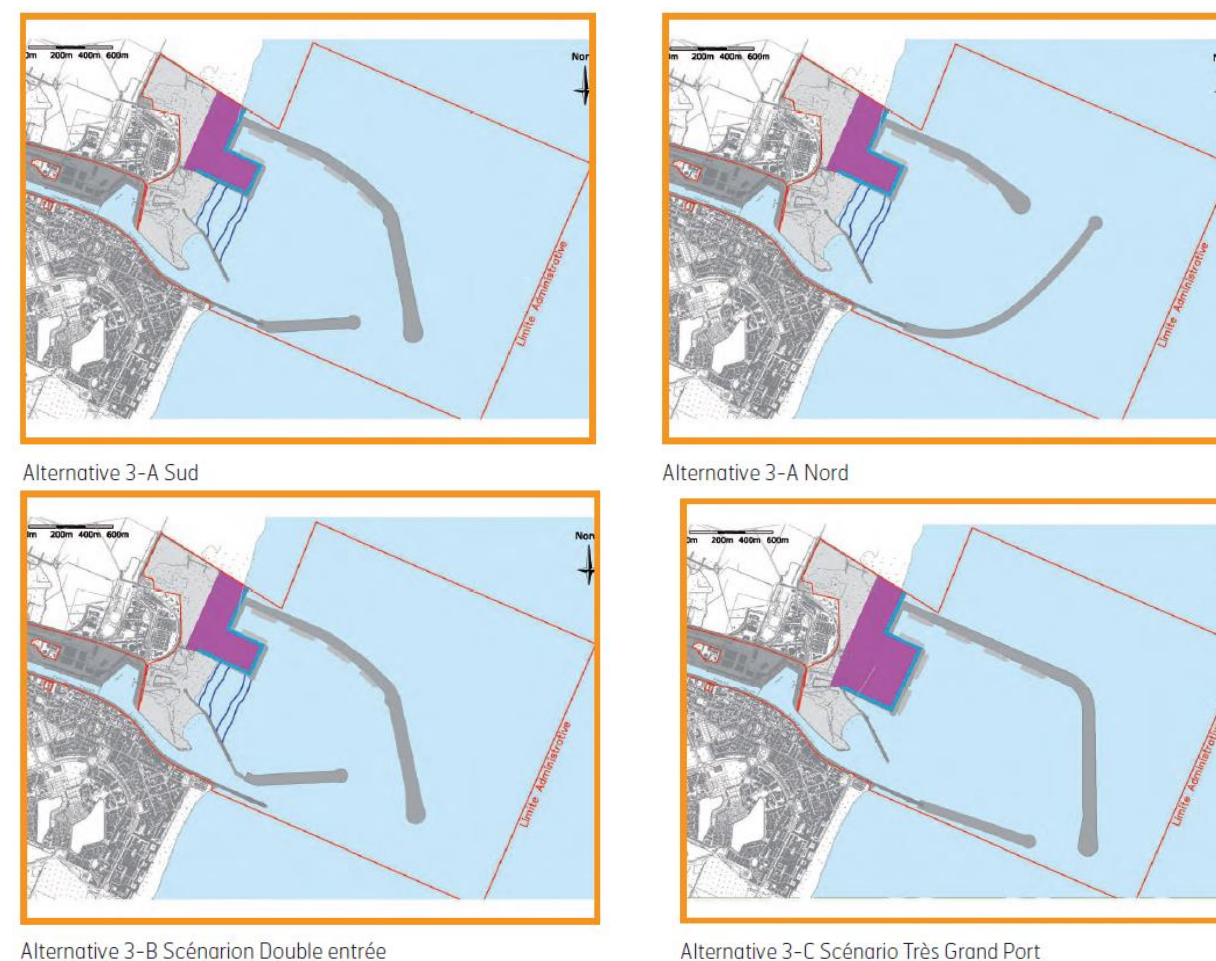 0m 200m 400m 600m
Nor
Limite Administrative
Alternative 3-A Sud
0m 200m 400m 600m
Limite Administrative
Alternative 3-A Nord
0m 200m 400m 600m
Nor
Limite Administrative
Alternative 3-B Scénarion Double entrée
0m 200m 400m 600m
Limite Administrative
Alternative 3-C Scénario Très Grand Port